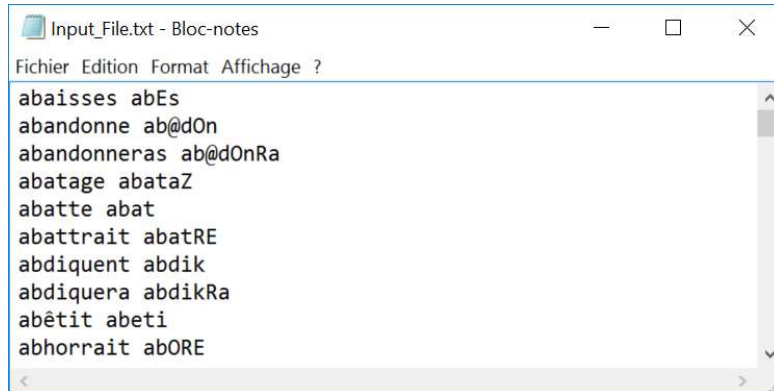 Input_File.txt - Bloc-notes
Fichier Edition Format Affichage ?
abaisses abEs
abandonne ab@dOn
abandonneras ab@dOnRa
abatage abataZ
abatte abat
abattrait abatRE
abdiquent abdik
abdiquera abdikRa
abêtit abeti
abhorrait abORE